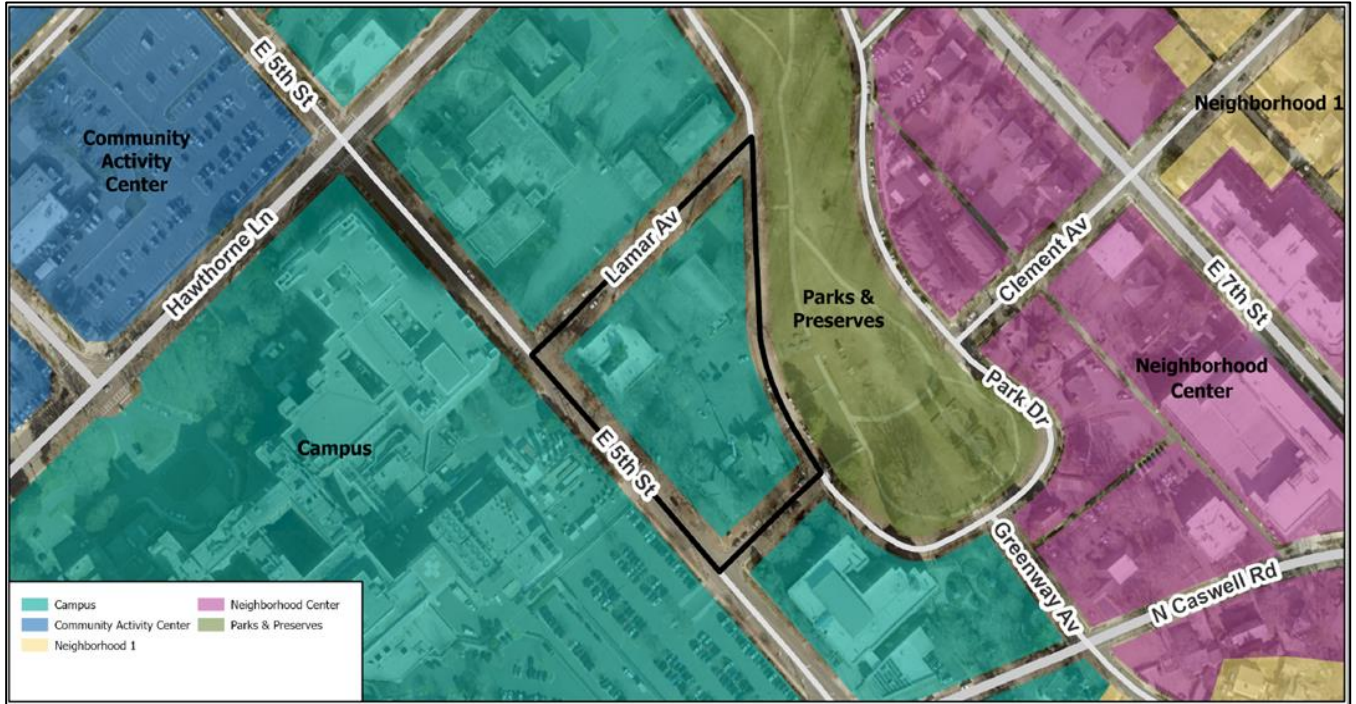 E 5th St
Community
Activity
Center
Hawthorne Ln
Lamar Av
Neighborhood 1
Clement Av
E 7th St
Parks &
Preserves
Park Dr
Neighborhood
Center
Campus
E 5th St
Greenway Av
N Caswell Rd
Campus
Community Activity Center
Neighborhood 1
Neighborhood Center
Parks & Preserves